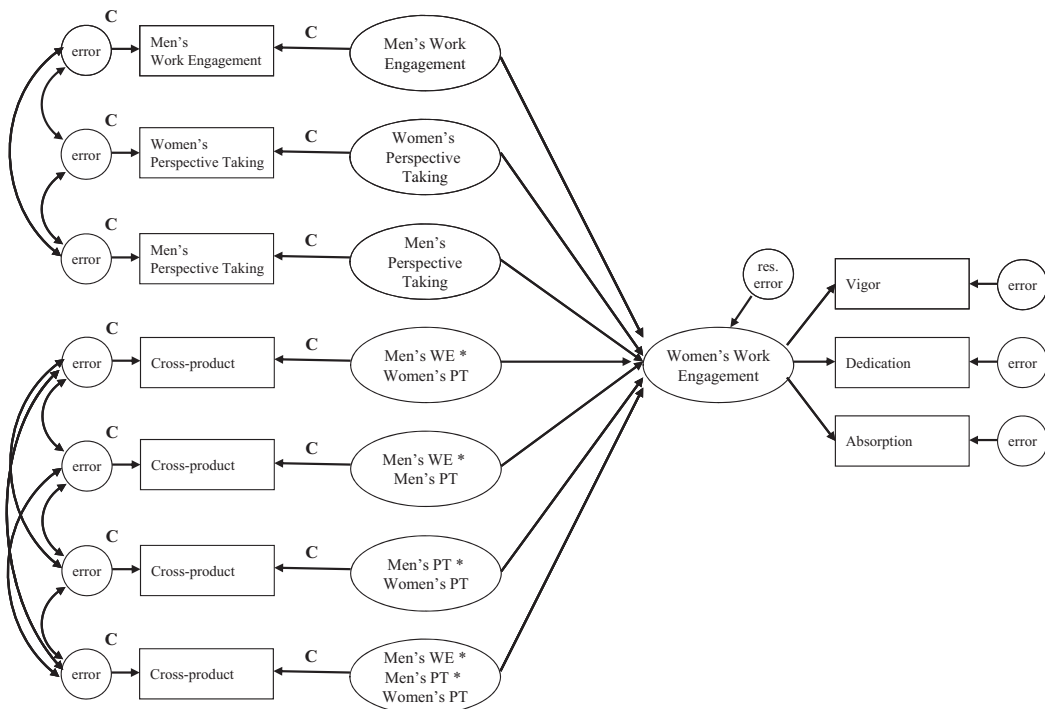 C
error
Men's
Work Engagement
C
Men's Work
Engagement
C
error
Women's
Perspective Taking
C
Women's
Perspective
Taking
C
error
Men's
Perspective Taking
C
Men's
Perspective
Taking
C
error
Cross-product
C
Men's WE *
Women's PT
C
error
Cross-product
C
Men's WE *
Men's PT
C
error
Cross-product
C
Men's PT *
Women's PT
C
error
Cross-product
C
Men's WE *
Men's PT *
Women's PT
res.
error
Women's Work
Engagement
Vigor
error
Dedication
error
Absorption
error